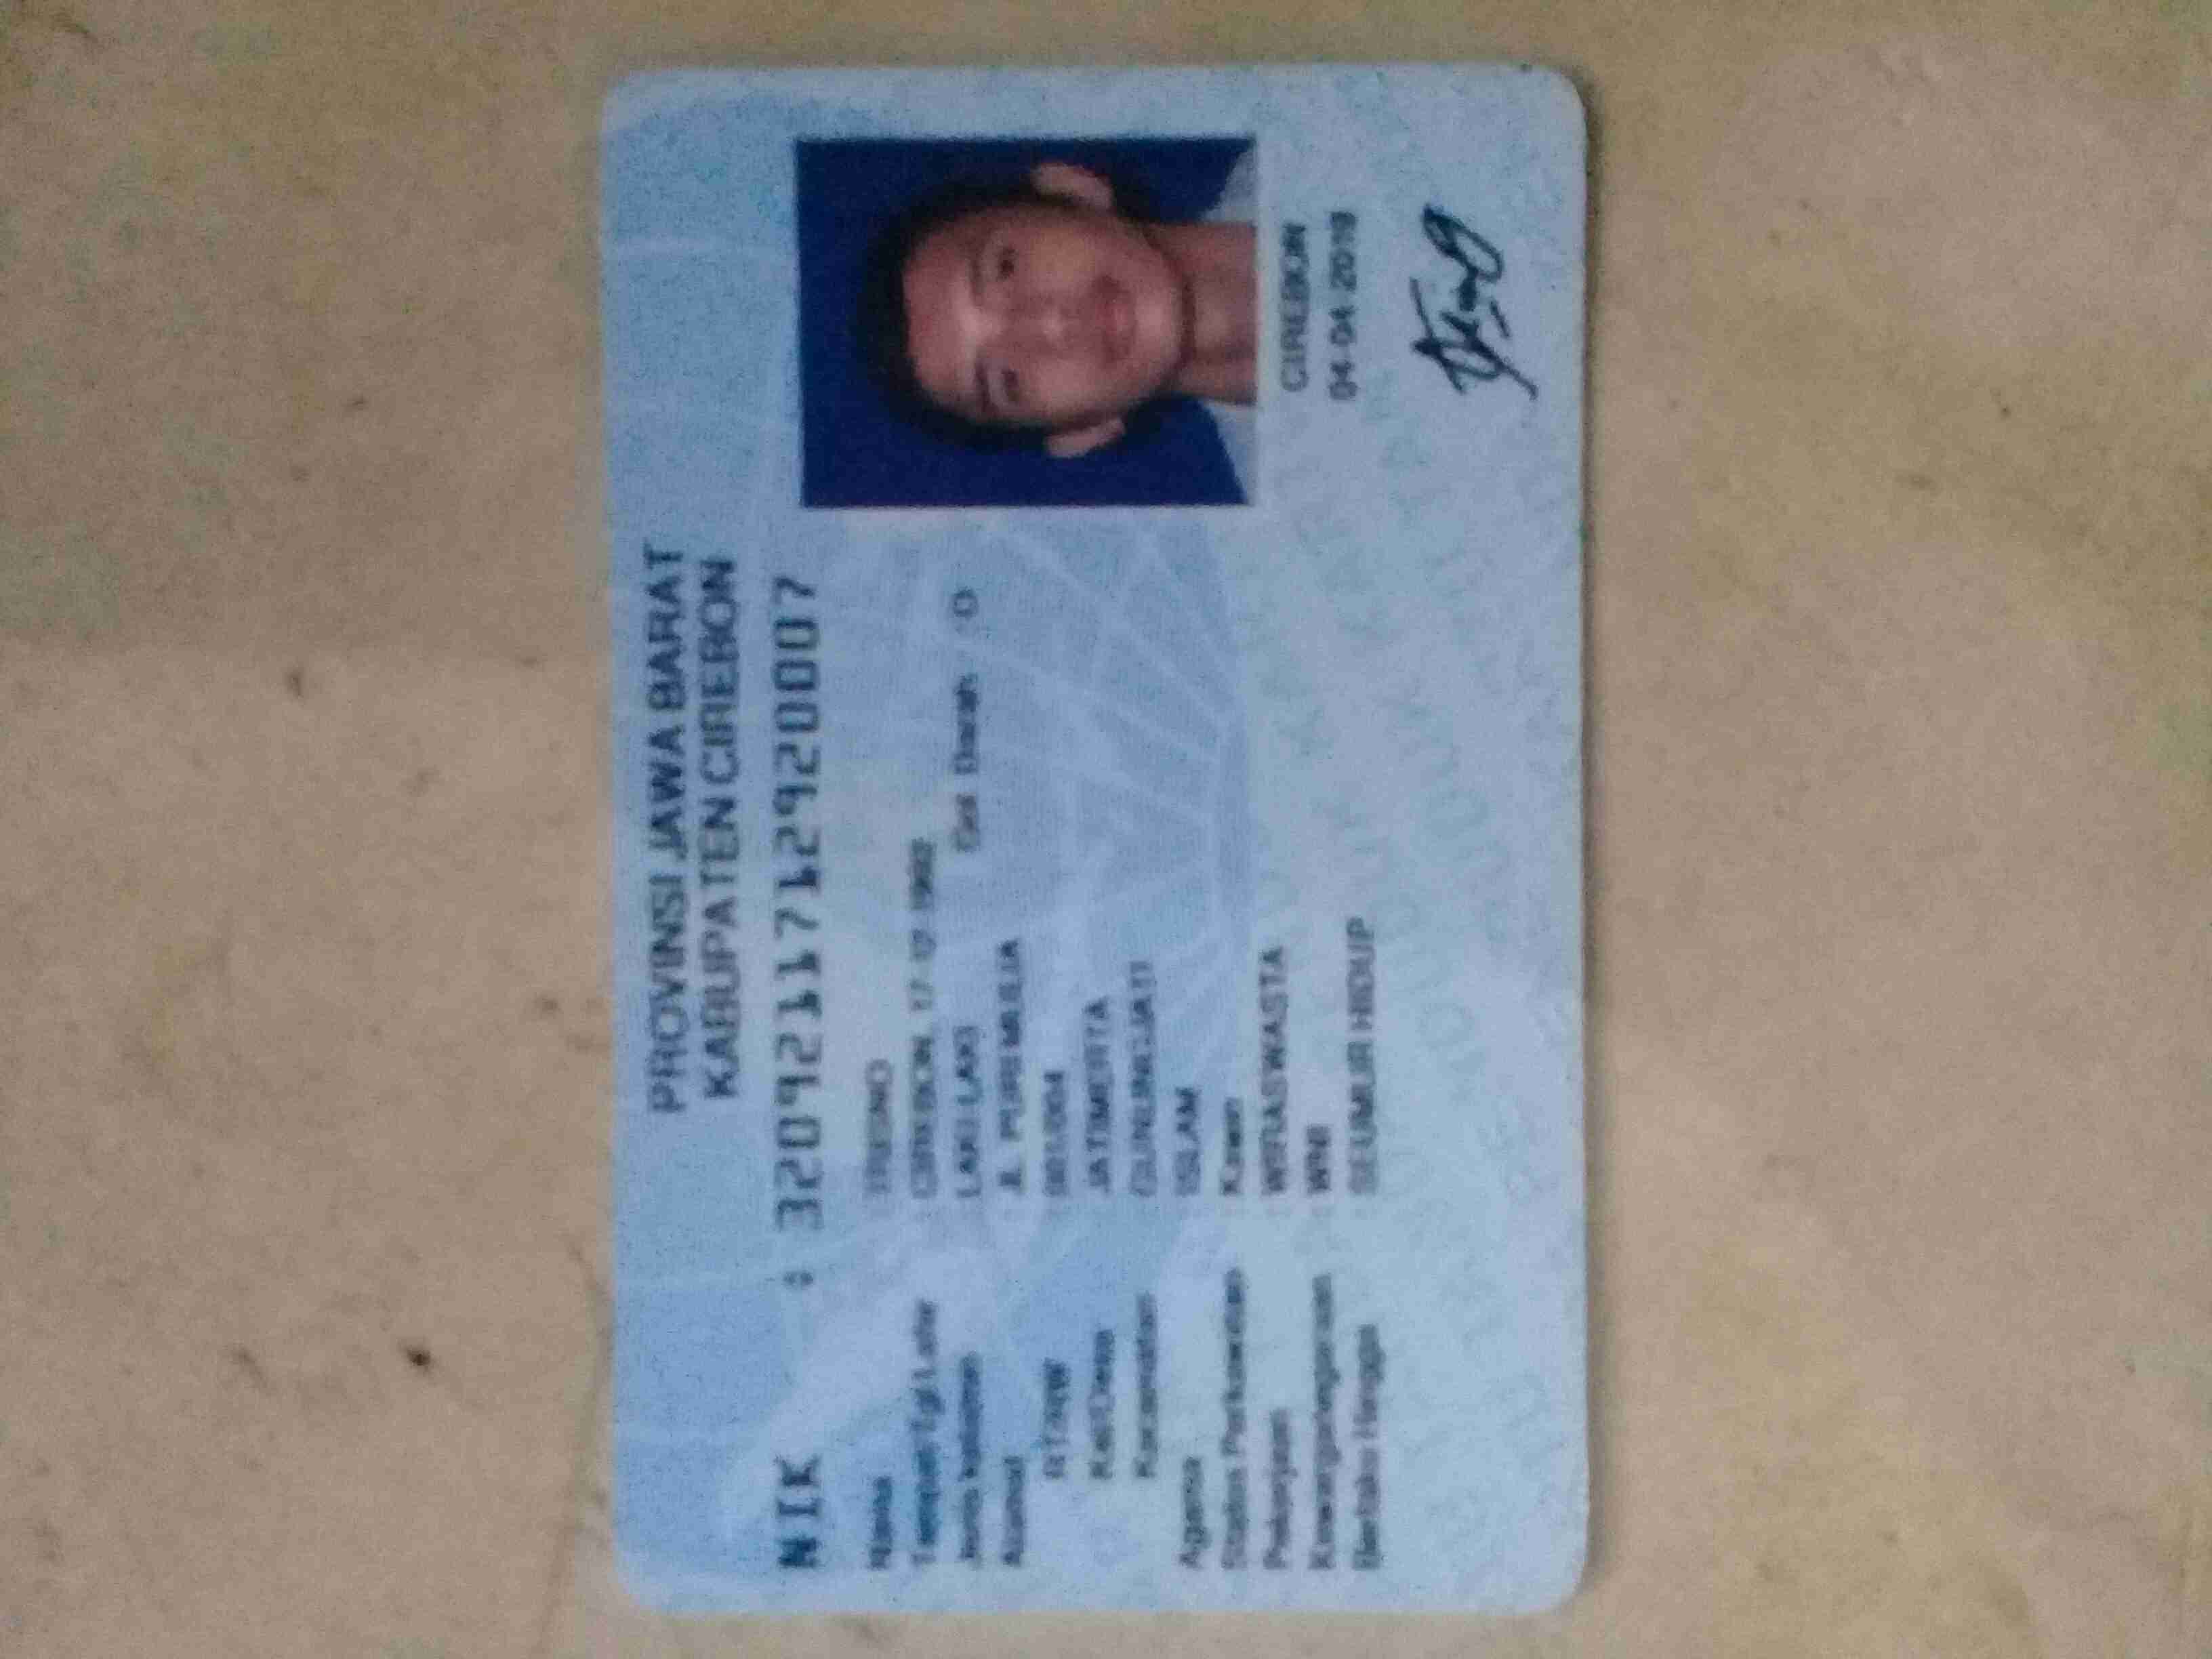 PROVINSI JAWA BARAT
KABUPATEN CIREBON
NIK : 3209211712920007
Nama : TRISNO
Tempat/Tgl Lahir : CIREBON, 17-12-1992
Jenis kelamin : LAKI-LAKI Gol. Darah : O
Alamat : JL. PURI MULIA
RT/RW : 001/004
Kel/Desa : JATIMERTA
Kecamatan : GUNUNGJATI
Agama : ISLAM
Status Perkawinan : Kawin
Pekerjaan : WIRASWASTA
Kewarganegaraan : WNI
Berlaku Hingga : SEUMUR HIDUP
CIREBON
04-04-2018